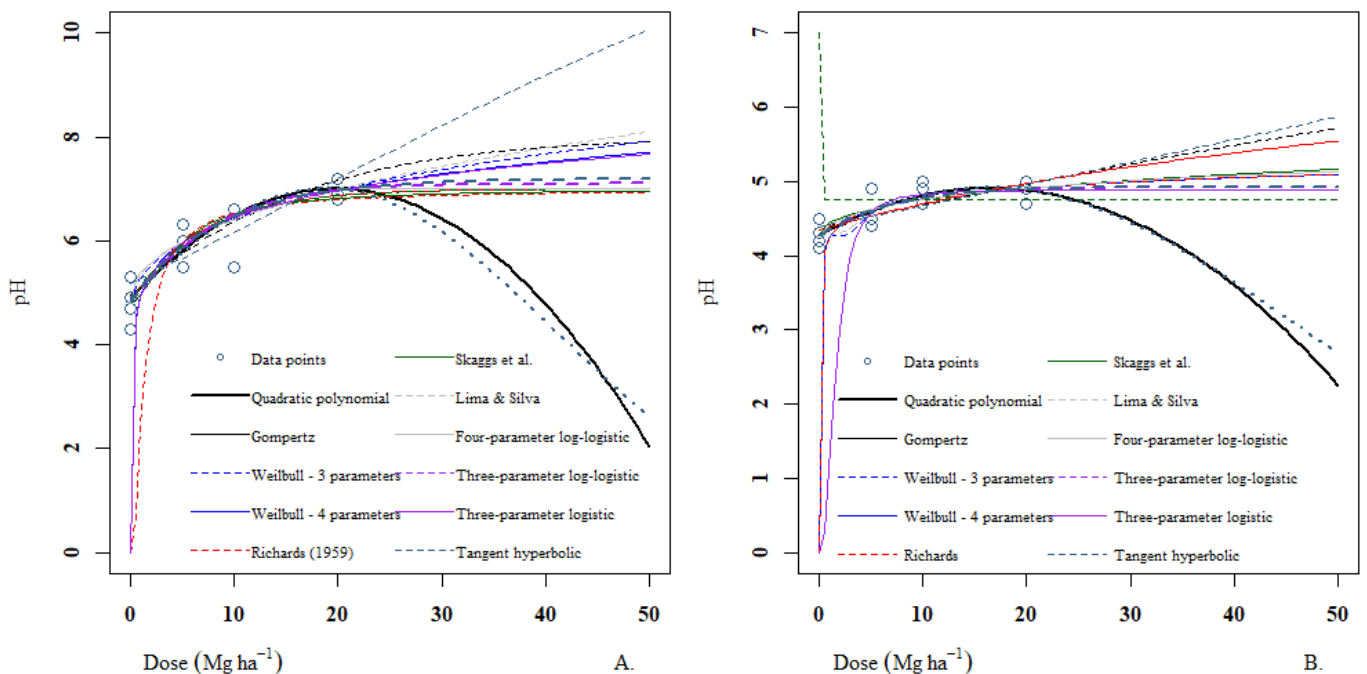 10
8
6
4
2
0
pH
Data points
Skaggs et al.
Quadratic polynomial
Lima & Silva
Gompertz
Four-parameter log-logistic
Weilbull - 3 parameters
Three-parameter log-logistic
Weilbull - 4 parameters
Three-parameter logistic
Richards (1959)
Tangent hyperbolic
0 10 20 30 40 50
Dose (Mg ha⁻¹)
A.
7
6
5
4
3
2
1
0
pH
Data points
Skaggs et al.
Quadratic polynomial
Lima & Silva
Gompertz
Four-parameter log-logistic
Weilbull - 3 parameters
Three-parameter log-logistic
Weilbull - 4 parameters
Three-parameter logistic
Richards
Tangent hyperbolic
0 10 20 30 40 50
Dose (Mg ha⁻¹)
B.